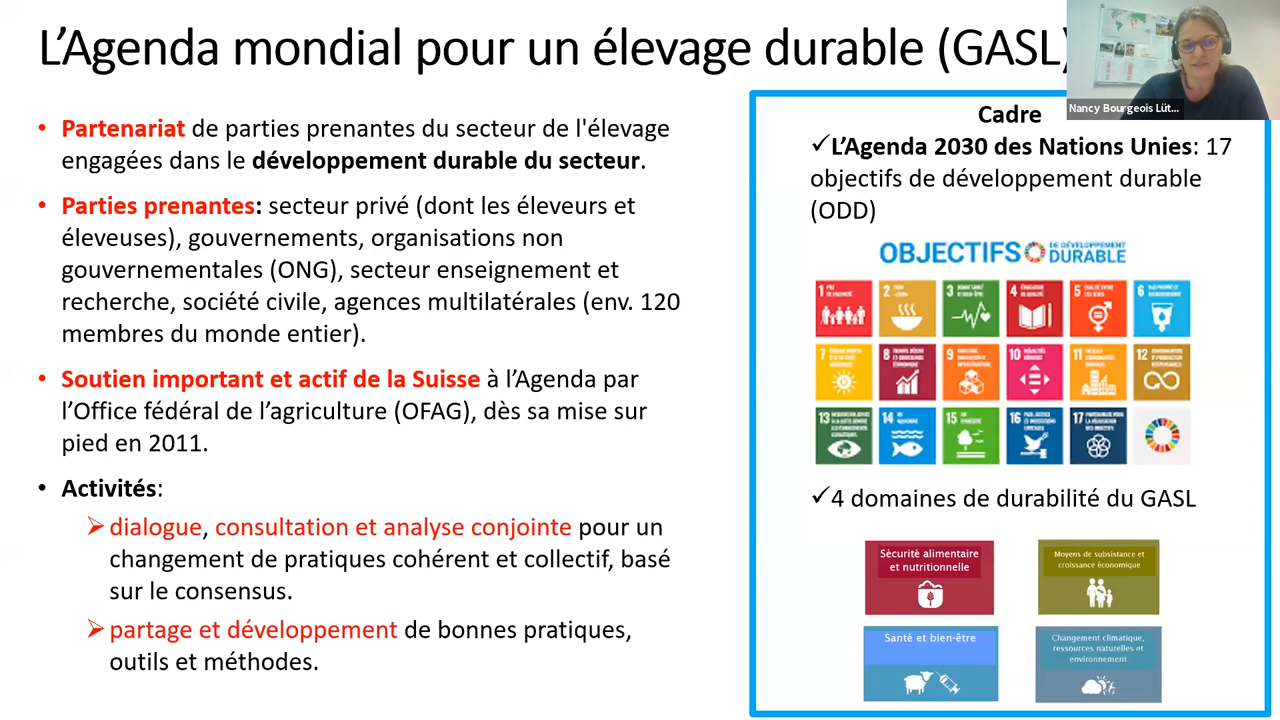 L'Agenda mondial pour un élevage durable (GASL)
Nancy Bourgeois Lüt...
• Partenariat de parties prenantes du secteur de l'élevage
engagées dans le développement durable du secteur.
• Parties prenantes: secteur privé (dont les éleveurs et
éleveuses), gouvernements, organisations non
gouvernementales (ONG), secteur enseignement et
recherche, société civile, agences multilatérales (env. 120
membres du monde entier).
• Soutien important et actif de la Suisse à l'Agenda par
l'Office fédéral de l'agriculture (OFAG), dès sa mise sur
pied en 2011.
• Activités:
➢ dialogue, consultation et analyse conjointe pour un
changement de pratiques cohérent et collectif, basé
sur le consensus.
➢ partage et développement de bonnes pratiques,
outils et méthodes.
Cadre
✓L'Agenda 2030 des Nations Unies: 17
objectifs de développement durable
(ODD)
OBJECTIFS DE DÉVELOPPEMENT
DURABLE
1 2 3 4 5 6
7 8 9 10 11 12
13 14 15 16 17
✓4 domaines de durabilité du GASL
Sécurité alimentaire
et nutritionnelle
Moyens de subsistance et
croissance économique
Santé et bien-être
Changement climatique,
ressources naturelles et
environnement